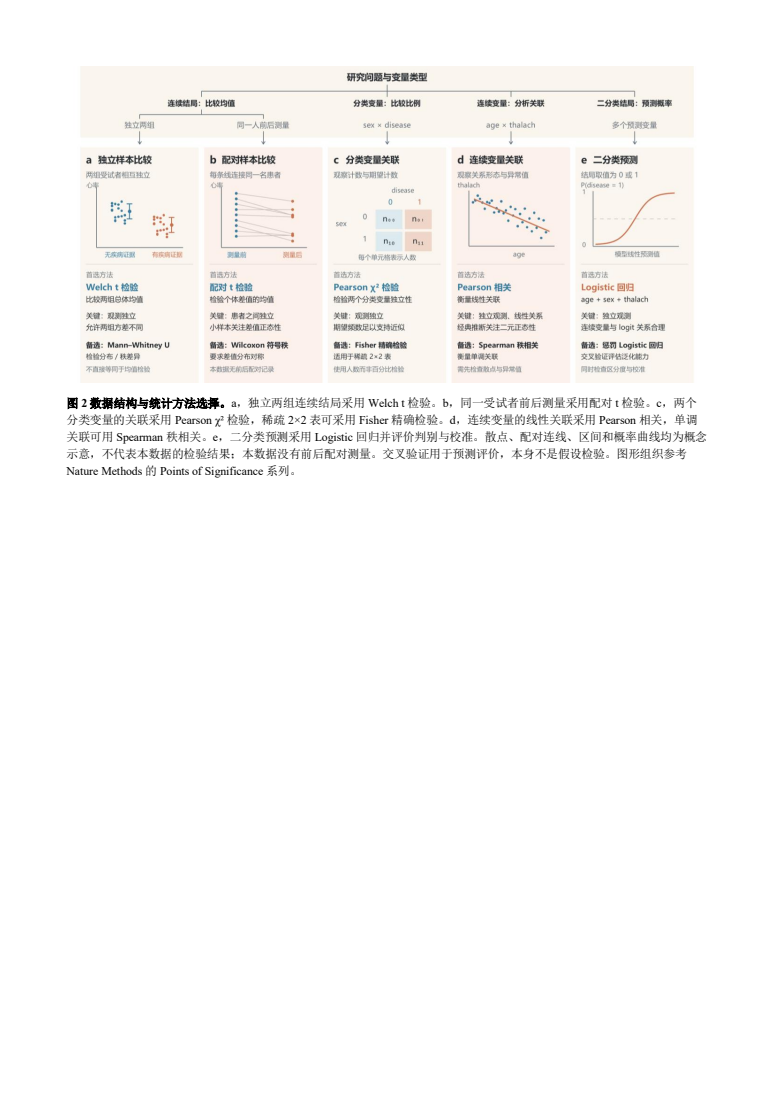 研究问题与变量类型
连续结局：比较均值
分类变量：比较比例
连续变量：分析关联
二分类结局：预测概率
独立两组
同一人前后测量
sex × disease
age × thalach
多个预测变量
a 独立样本比较
两组受试者相互独立
心率
无疾病证据
有疾病证据
首选方法
Welch t 检验
比较两组总体均值
关键：观测独立
允许两组方差不同
备选：Mann–Whitney U
检验分布 / 秩差异
不直接等同于均值检验
b 配对样本比较
每条线连接同一名患者
心率
测量前
测量后
首选方法
配对 t 检验
检验个体差值的均值
关键：患者之间独立
小样本关注差值正态性
备选：Wilcoxon 符号秩
要求差值分布对称
本数据无前后配对记录
c 分类变量关联
观察计数与期望计数
disease
0 1
sex
0 n₀₀ n₀₁
1 n₁₀ n₁₁
每个单元格表示人数
首选方法
Pearson χ² 检验
检验两个分类变量独立性
关键：观测独立
期望频数足以支持近似
备选：Fisher 精确检验
适用于稀疏 2×2 表
使用人数而非百分比检验
d 连续变量关联
观察关系形态与异常值
thalach
age
首选方法
Pearson 相关
衡量线性关联
关键：独立观测、线性关系
经典推断关注二元正态性
备选：Spearman 秩相关
衡量单调关联
需先检查散点与异常值
e 二分类预测
结局取值为 0 或 1
P(disease = 1)
1
0
模型线性预测值
首选方法
Logistic 回归
age + sex + thalach
关键：独立观测
连续变量与 logit 关系合理
备选：惩罚 Logistic 回归
交叉验证评估泛化能力
同时检查区分度与校准
图 2 数据结构与统计方法选择。a，独立两组连续结局采用 Welch t 检验。b，同一受试者前后测量采用配对 t 检验。c，两个
分类变量的关联采用 Pearson χ² 检验，稀疏 2×2 表可采用 Fisher 精确检验。d，连续变量的线性关联采用 Pearson 相关，单调
关联可用 Spearman 秩相关。e，二分类预测采用 Logistic 回归并评价判别与校准。散点、配对连线、区间和概率曲线均为概念
示意，不代表本数据的检验结果；本数据没有前后配对测量。交叉验证用于预测评价，本身不是假设检验。图形组织参考
Nature Methods 的 Points of Significance 系列。